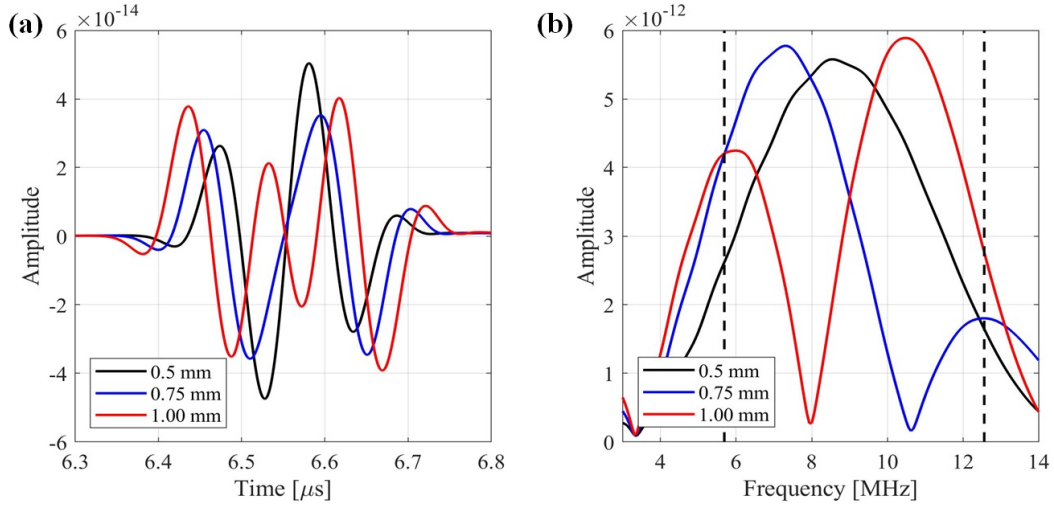 (a)
×10⁻¹⁴
6
4
2
0
-2
-4
-6
Amplitude
0.5 mm
0.75 mm
1.00 mm
6.3 6.4 6.5 6.6 6.7 6.8
Time [μs]
(b)
×10⁻¹²
6
5
4
3
2
1
0
Amplitude
0.5 mm
0.75 mm
1.00 mm
4 6 8 10 12 14
Frequency [MHz]